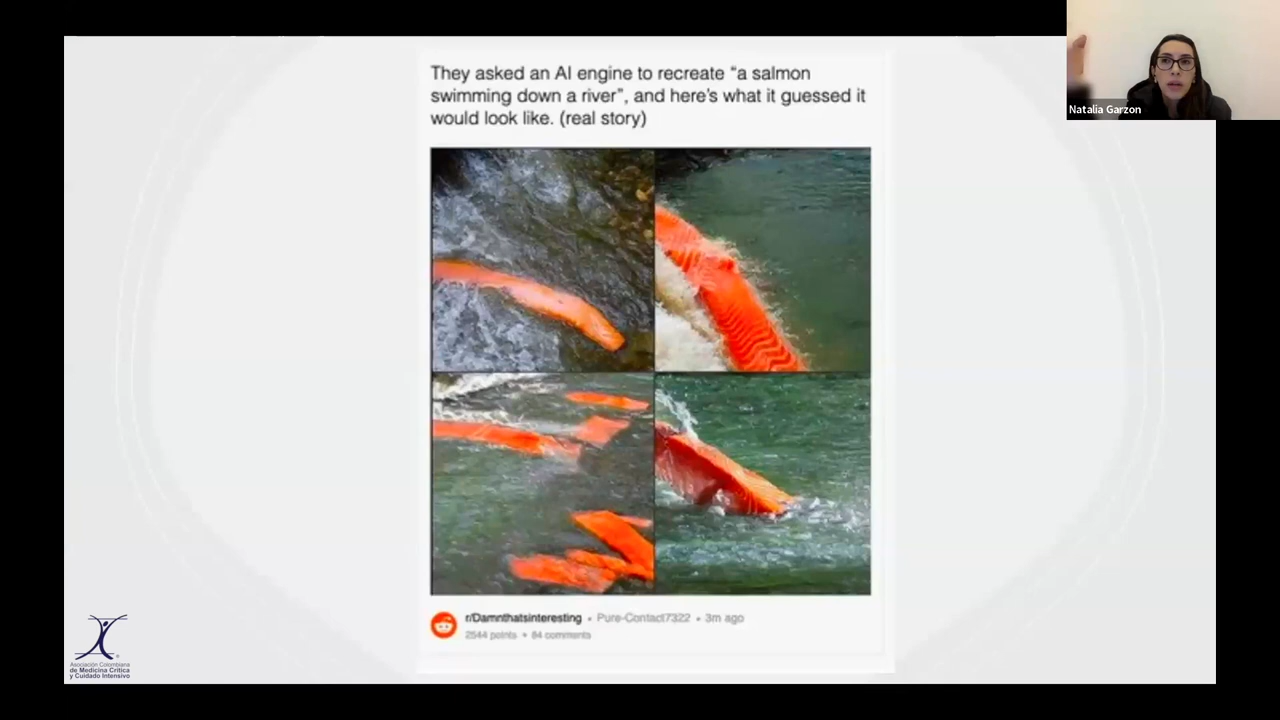 They asked an AI engine to recreate “a salmon
swimming down a river”, and here's what it guessed it
would look like. (real story)
Natalia Garzon
r/Damnthatsinteresting • Pure-Contact7322 • 3m ago
2544 points • 84 comments
Asociación Colombiana
de Medicina Crítica
y Cuidado Intensivo